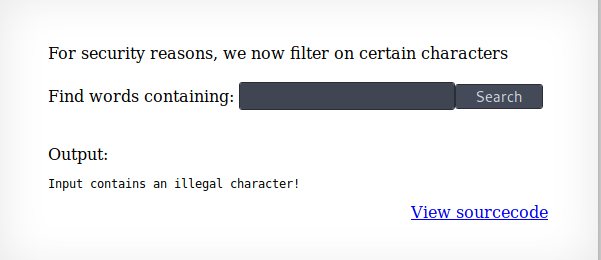 For security reasons, we now filter on certain characters
Find words containing: Search
Output:
Input contains an illegal character!
View sourcecode